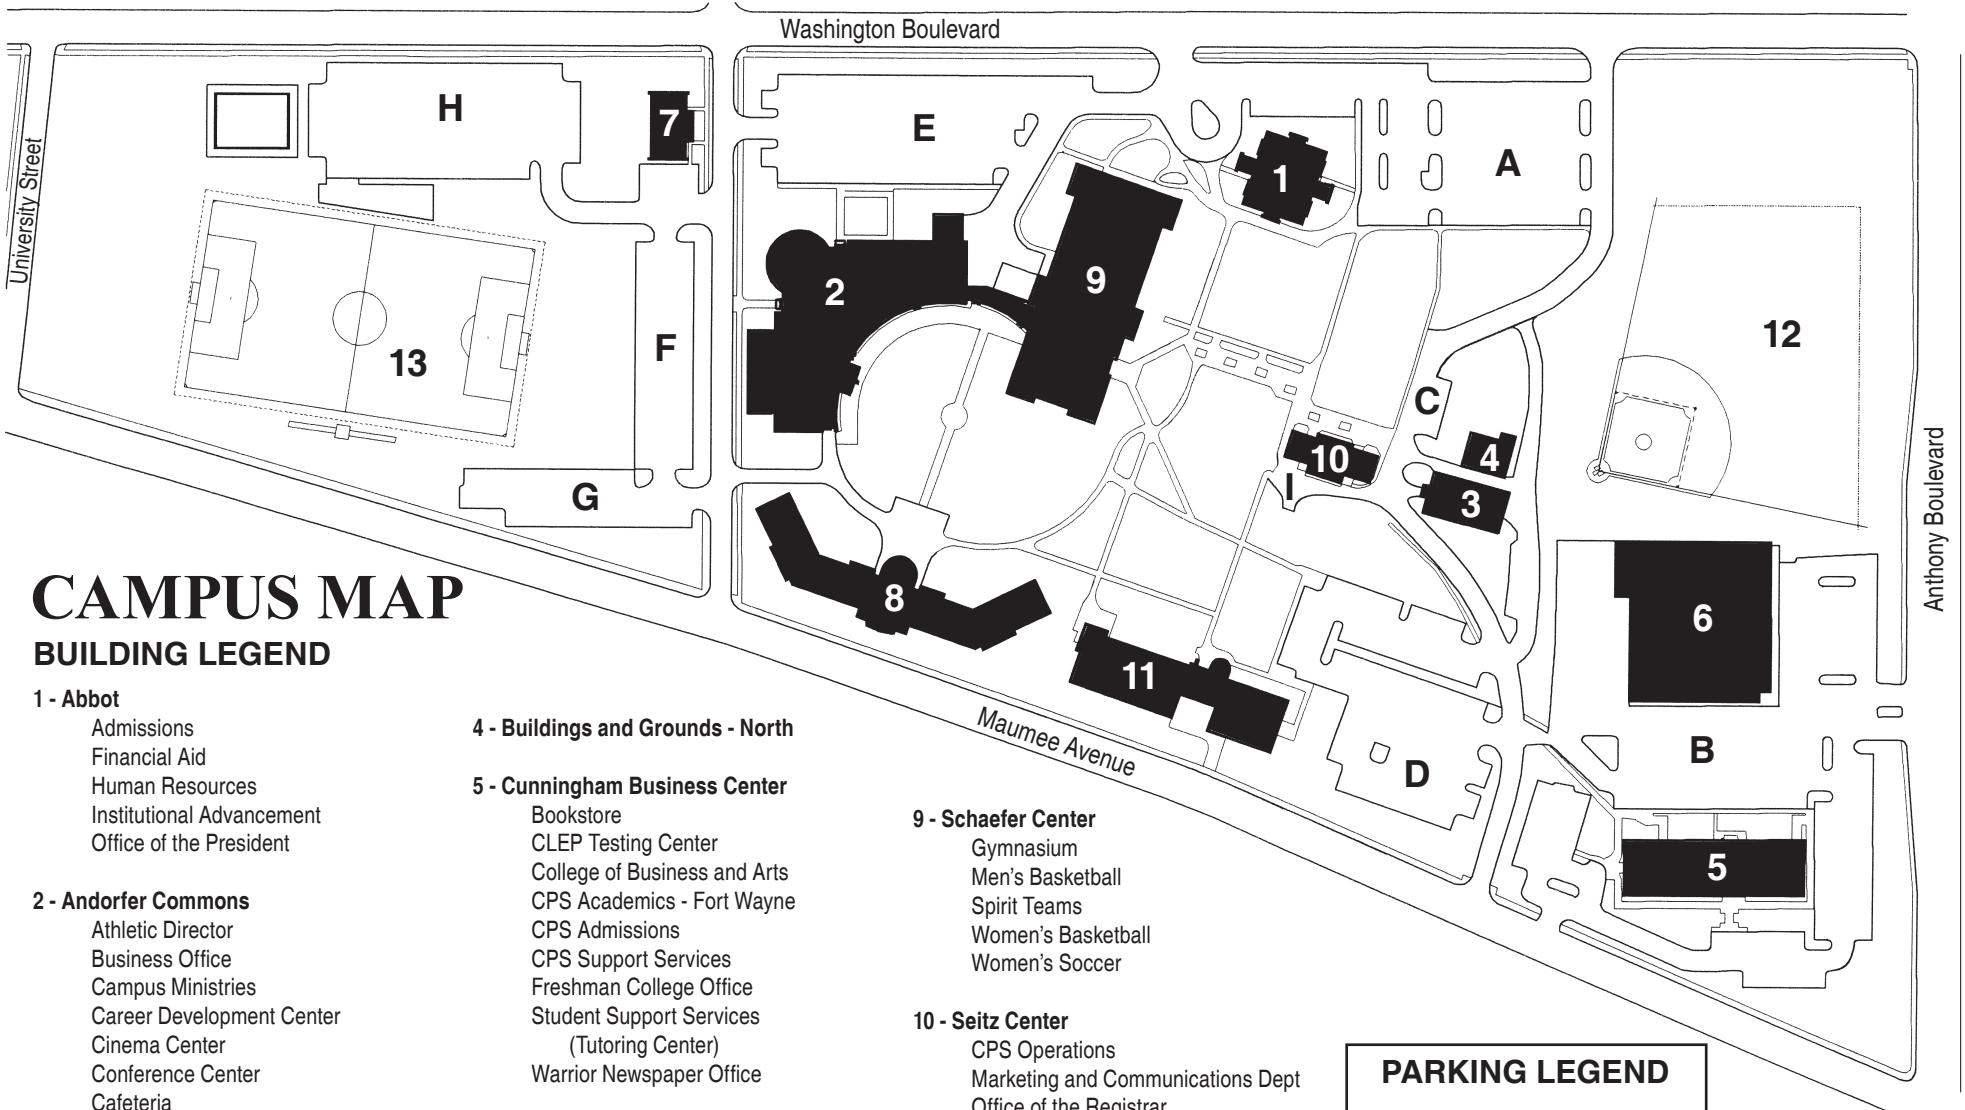 Washington Boulevard
University Street
H
7
E
1
A
2
9
F
13
12
C
10
4
I
3
G
Anthony Boulevard
8
6
11
Maumee Avenue
B
D
5
CAMPUS MAP
BUILDING LEGEND
1 - Abbot
Admissions
Financial Aid
Human Resources
Institutional Advancement
Office of the President
2 - Andorfer Commons
Athletic Director
Business Office
Campus Ministries
Career Development Center
Cinema Center
Conference Center
Cafeteria
4 - Buildings and Grounds - North
5 - Cunningham Business Center
Bookstore
CLEP Testing Center
College of Business and Arts
CPS Academics - Fort Wayne
CPS Admissions
CPS Support Services
Freshman College Office
Student Support Services
(Tutoring Center)
Warrior Newspaper Office
9 - Schaefer Center
Gymnasium
Men's Basketball
Spirit Teams
Women's Basketball
Women's Soccer
10 - Seitz Center
CPS Operations
Marketing and Communications Dept
Office of the Registrar
PARKING LEGEND